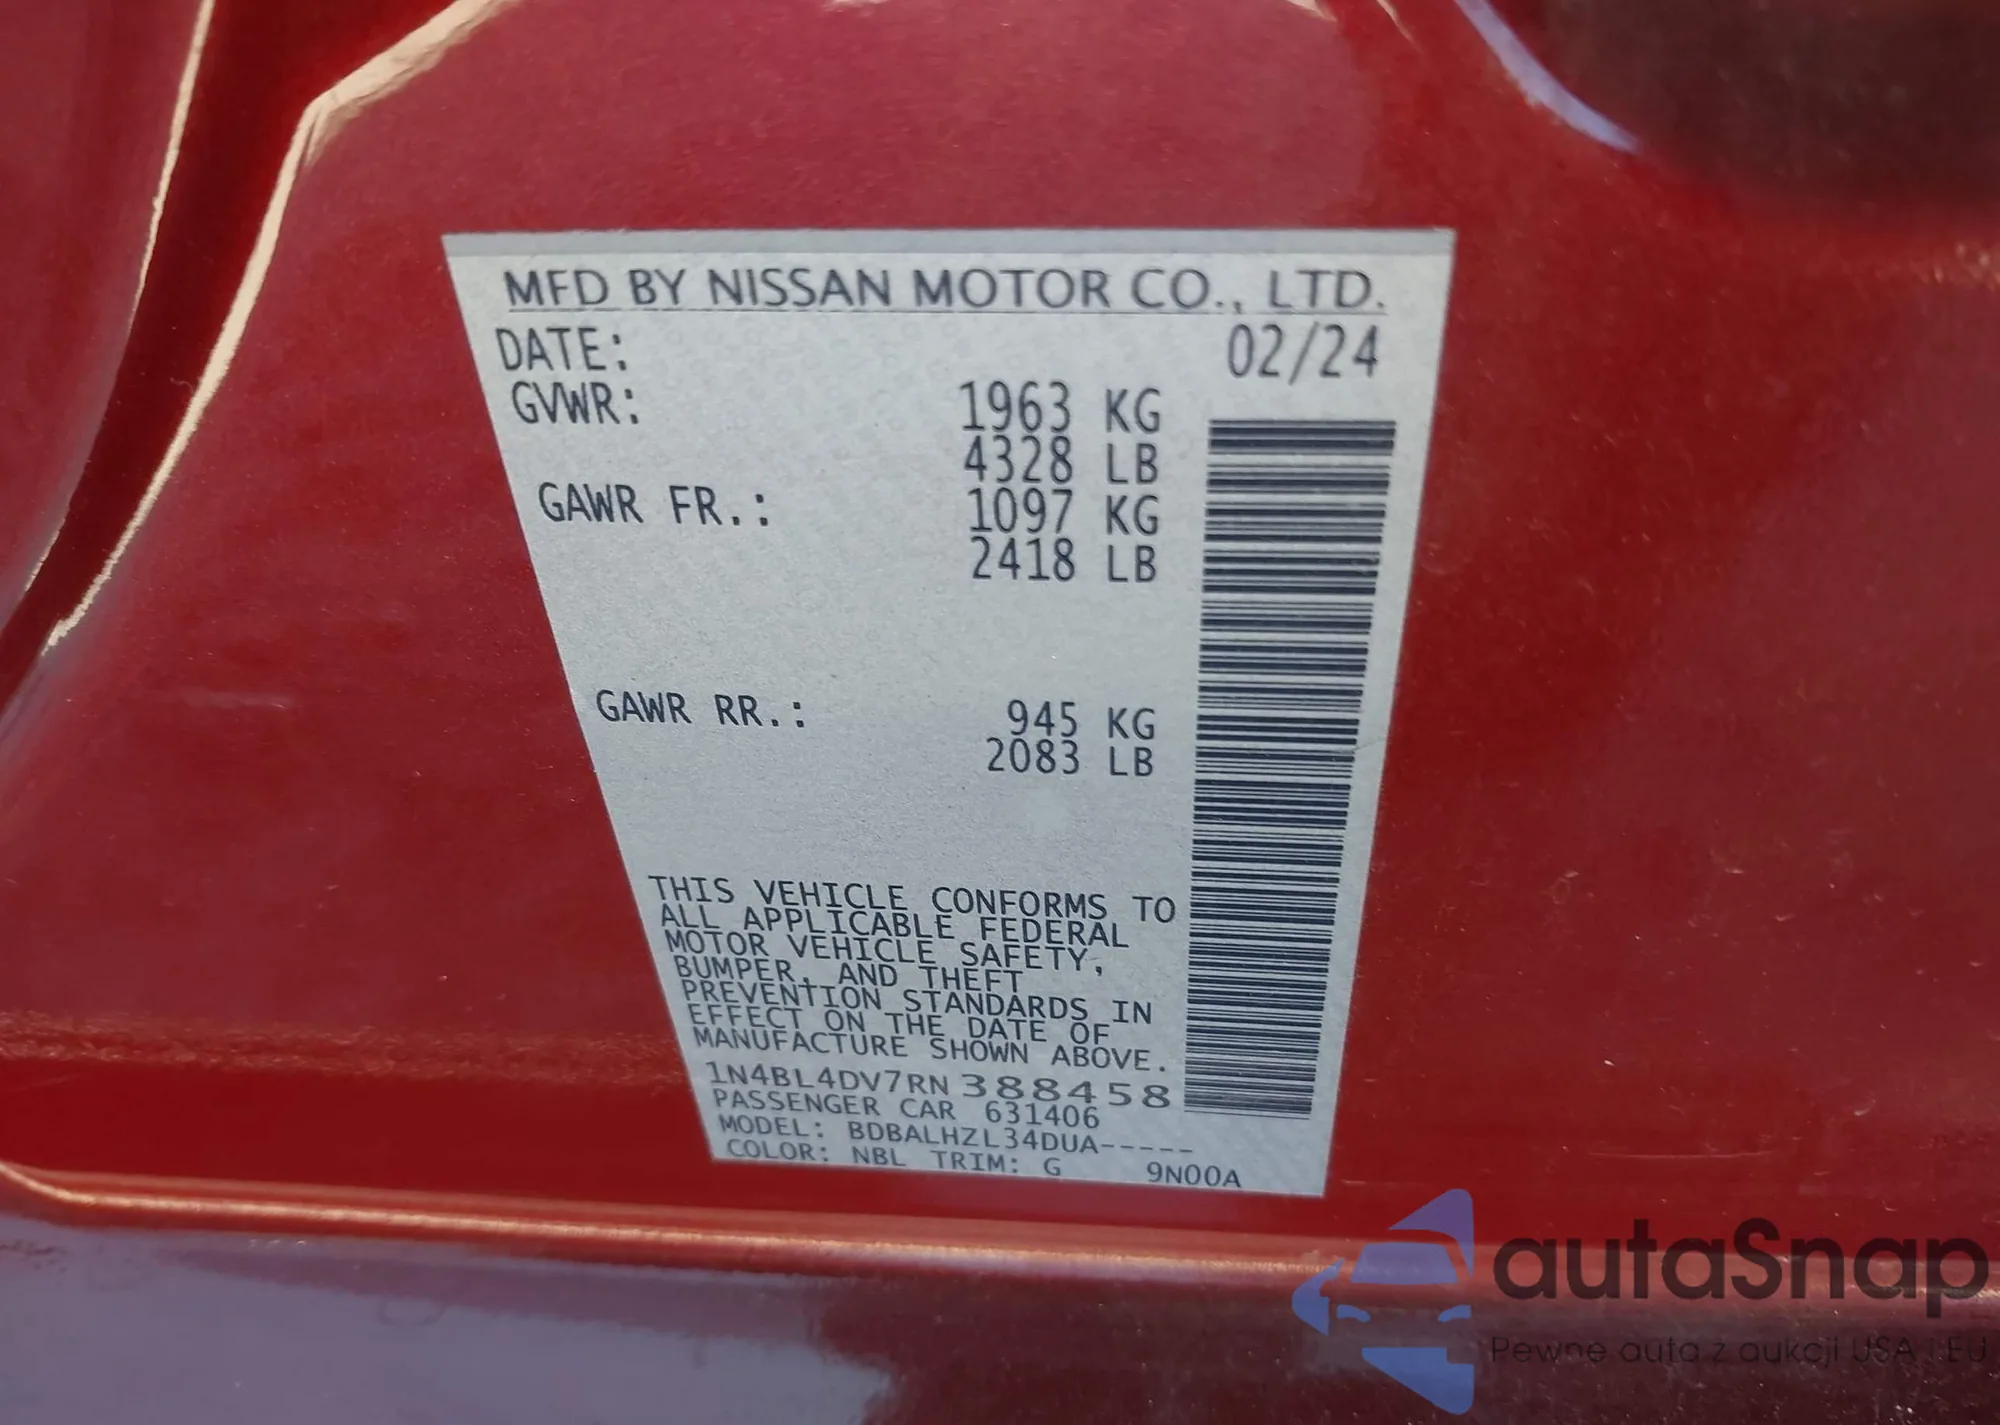 MFD BY NISSAN MOTOR CO., LTD.
DATE: 02/24
GVWR: 1963 KG
4328 LB
GAWR FR.: 1097 KG
2418 LB
GAWR RR.: 945 KG
2083 LB
THIS VEHICLE CONFORMS TO
ALL APPLICABLE FEDERAL
MOTOR VEHICLE SAFETY,
BUMPER, AND THEFT
PREVENTION STANDARDS IN
EFFECT ON THE DATE OF
MANUFACTURE SHOWN ABOVE.
1N4BL4DV7RN388458
PASSENGER CAR 631406
MODEL: BDBALHZL34DUA-----
COLOR: NBL TRIM: G 9N00A
autaSnap
Pewne auta z aukcji USA i EU